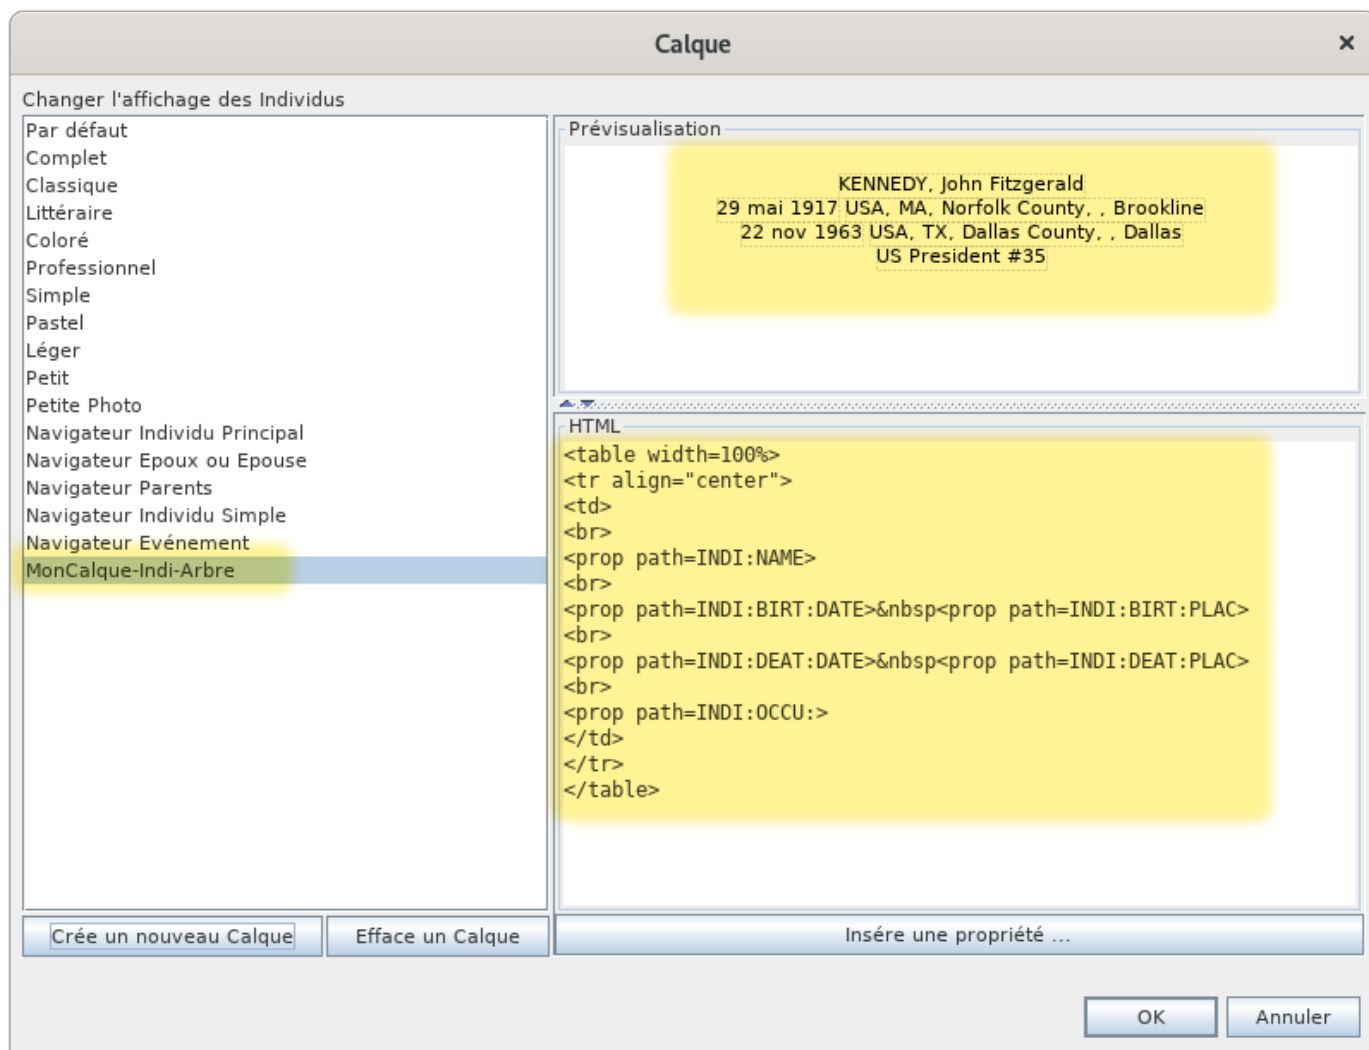 Calque
Changer l'affichage des Individus
Par défaut
Complet
Classique
Littéraire
Coloré
Professionnel
Simple
Pastel
Léger
Petit
Petite Photo
Navigateur Individu Principal
Navigateur Epoux ou Epouse
Navigateur Parents
Navigateur Individu Simple
Navigateur Evénement
MonCalque-Indi-Arbre
Crée un nouveau Calque
Efface un Calque
Prévisualisation
KENNEDY, John Fitzgerald
29 mai 1917 USA, MA, Norfolk County, , Brookline
22 nov 1963 USA, TX, Dallas County, , Dallas
US President #35
HTML
<table width=100%>
<tr align="center">
<td>
<br>
<prop path=INDI:NAME>
<br>
<prop path=INDI:BIRT:DATE>&nbsp<prop path=INDI:BIRT:PLAC>
<br>
<prop path=INDI:DEAT:DATE>&nbsp<prop path=INDI:DEAT:PLAC>
<br>
<prop path=INDI:OCCU:>
</td>
</tr>
</table>
Insére une propriété ...
OK
Annuler